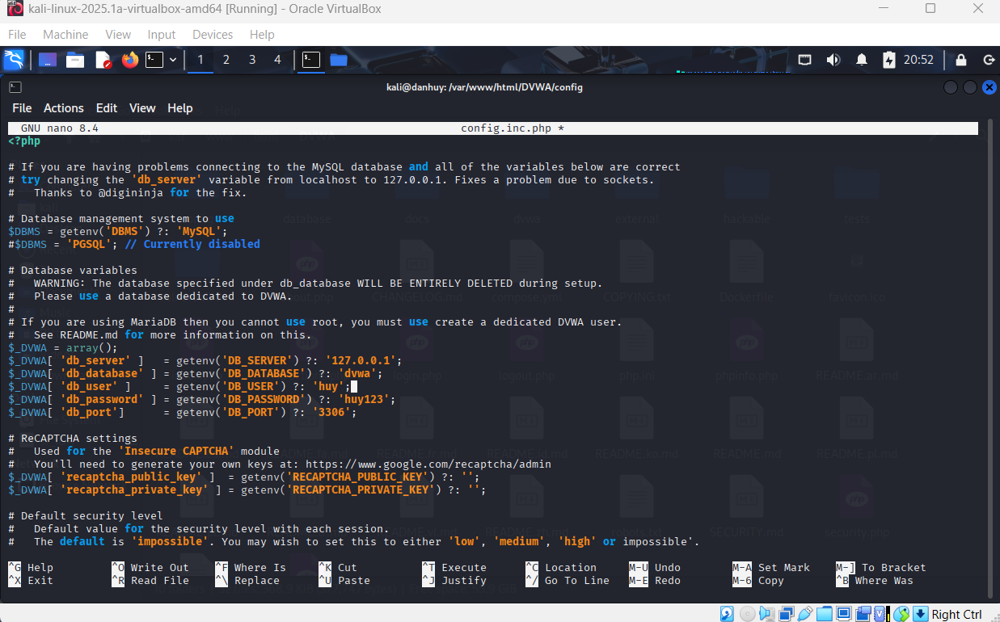 kali-linux-2025.1a-virtualbox-amd64 [Running] - Oracle VirtualBox
File Machine View Input Devices Help
1 2 3 4 20:52
kali@danhuy: /var/www/html/DVWA/config
File Actions Edit View Help
GNU nano 8.4 config.inc.php *
<?php
# If you are having problems connecting to the MySQL database and all of the variables below are correct
# try changing the 'db_server' variable from localhost to 127.0.0.1. Fixes a problem due to sockets.
#   Thanks to @digininja for the fix.
# Database management system to use
$DBMS = getenv('DBMS') ?: 'MySQL';
#$DBMS = 'PGSQL'; // Currently disabled
# Database variables
#   WARNING: The database specified under db_database WILL BE ENTIRELY DELETED during setup.
#   Please use a database dedicated to DVWA.
#
# If you are using MariaDB then you cannot use root, you must use create a dedicated DVWA user.
#   See README.md for more information on this.
$_DVWA = array();
$_DVWA[ 'db_server' ]   = getenv('DB_SERVER') ?: '127.0.0.1';
$_DVWA[ 'db_database' ] = getenv('DB_DATABASE') ?: 'dvwa';
$_DVWA[ 'db_user' ]     = getenv('DB_USER') ?: 'huy';
$_DVWA[ 'db_password' ] = getenv('DB_PASSWORD') ?: 'huy123';
$_DVWA[ 'db_port']      = getenv('DB_PORT') ?: '3306';
# ReCAPTCHA settings
#   Used for the 'Insecure CAPTCHA' module
#   You'll need to generate your own keys at: https://www.google.com/recaptcha/admin
$_DVWA[ 'recaptcha_public_key' ]  = getenv('RECAPTCHA_PUBLIC_KEY') ?: '';
$_DVWA[ 'recaptcha_private_key' ] = getenv('RECAPTCHA_PRIVATE_KEY') ?: '';
# Default security level
#   Default value for the security level with each session.
#   The default is 'impossible'. You may wish to set this to either 'low', 'medium', 'high' or impossible'.
^G Help ^O Write Out ^F Where Is ^K Cut ^T Execute ^C Location M-U Undo M-A Set Mark M-] To Bracket
^X Exit ^R Read File ^\ Replace ^U Paste ^J Justify ^/ Go To Line M-E Redo M-6 Copy ^B Where Was
Right Ctrl